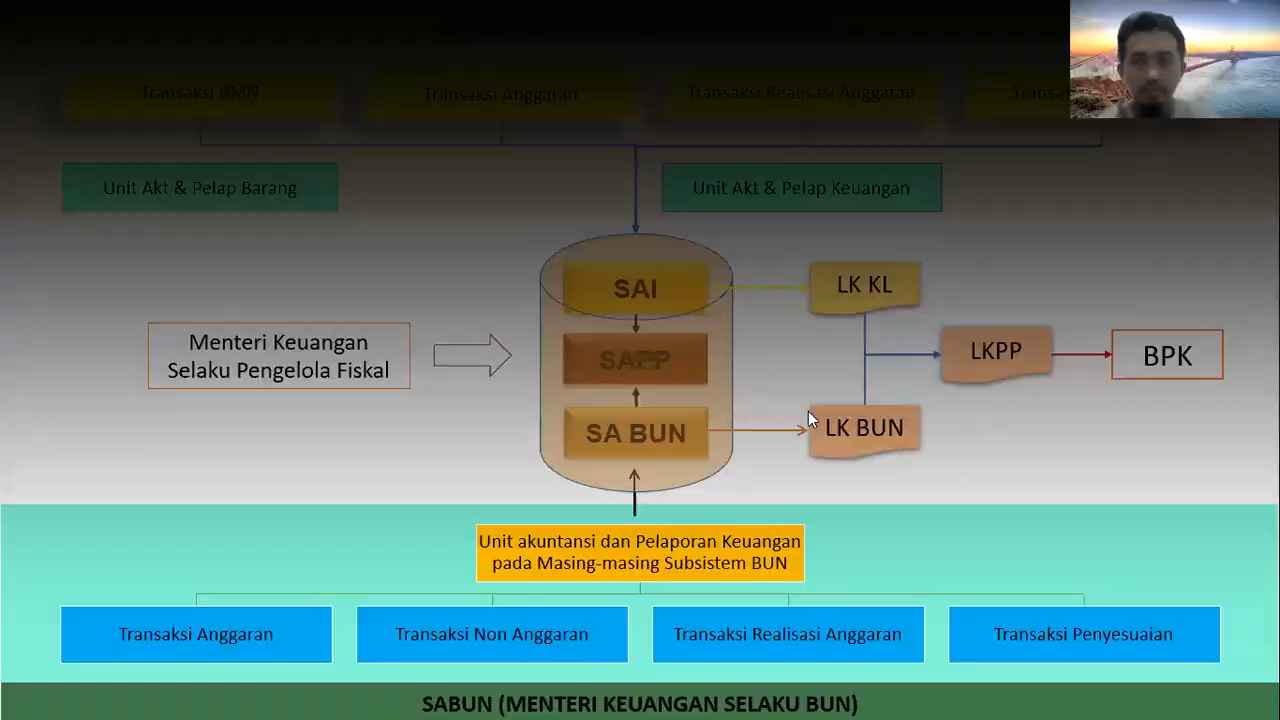 Transaksi BMN
Transaksi Anggaran
Transaksi Realisasi Anggaran
Unit Akt & Pelap Barang
Unit Akt & Pelap Keuangan
SAI
LK KL
Menteri Keuangan
Selaku Pengelola Fiskal
SAPP
LKPP
BPK
SA BUN
LK BUN
Unit akuntansi dan Pelaporan Keuangan
pada Masing-masing Subsistem BUN
Transaksi Anggaran
Transaksi Non Anggaran
Transaksi Realisasi Anggaran
Transaksi Penyesuaian
SABUN (MENTERI KEUANGAN SELAKU BUN)